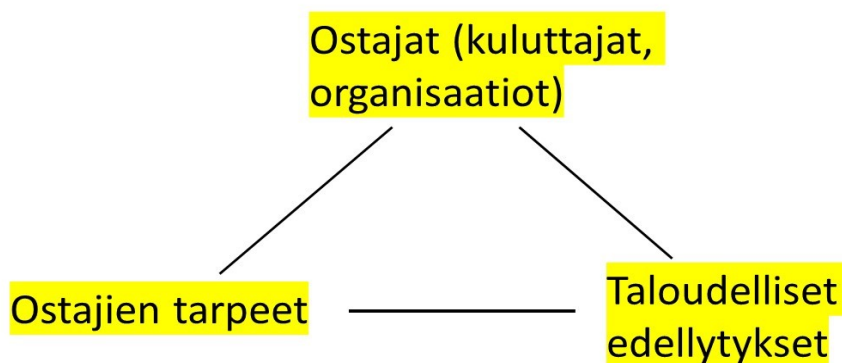 Ostajat (kuluttajat,
organisaatiot)
Ostajien tarpeet
Taloudelliset
edellytykset